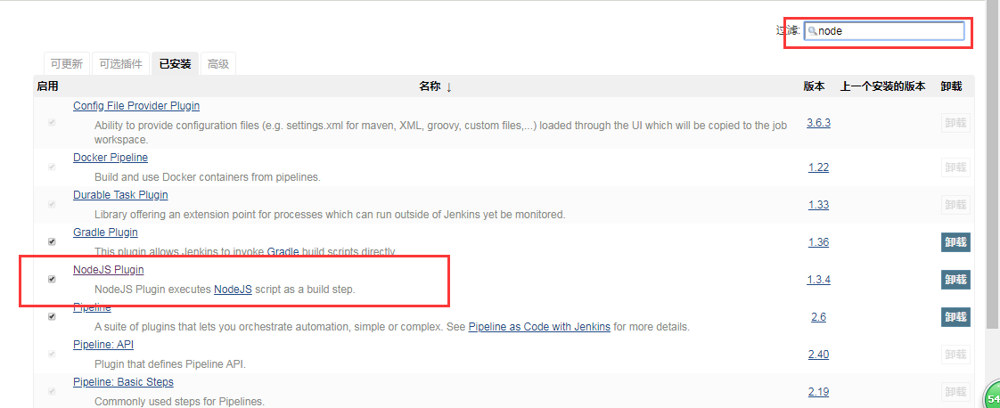 过滤: node
可更新 可选插件 已安装 高级
启用 名称 ↓ 版本 上一个安装的版本 卸载
Config File Provider Plugin
Ability to provide configuration files (e.g. settings.xml for maven, XML, groovy, custom files,...) loaded through the UI which will be copied to the job
workspace.
3.6.3 卸载
Docker Pipeline
Build and use Docker containers from pipelines.
1.22 卸载
Durable Task Plugin
Library offering an extension point for processes which can run outside of Jenkins yet be monitored.
1.33 卸载
Gradle Plugin
This plugin allows Jenkins to invoke Gradle build scripts directly.
1.36 卸载
NodeJS Plugin
NodeJS Plugin executes NodeJS script as a build step.
1.3.4 卸载
Pipeline
A suite of plugins that lets you orchestrate automation, simple or complex. See Pipeline as Code with Jenkins for more details.
2.6 卸载
Pipeline: API
Plugin that defines Pipeline API.
2.40 卸载
Pipeline: Basic Steps
Commonly used steps for Pipelines.
2.19 卸载
54